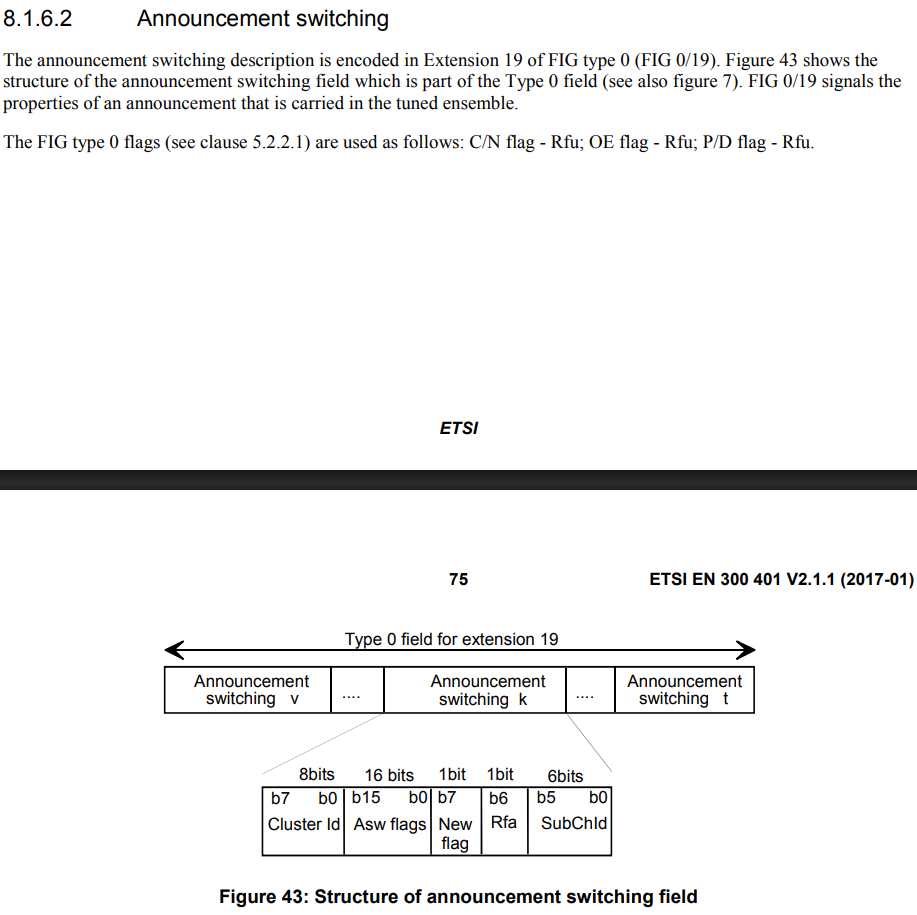 8.1.6.2 Announcement switching
The announcement switching description is encoded in Extension 19 of FIG type 0 (FIG 0/19). Figure 43 shows the
structure of the announcement switching field which is part of the Type 0 field (see also figure 7). FIG 0/19 signals the
properties of an announcement that is carried in the tuned ensemble.
The FIG type 0 flags (see clause 5.2.2.1) are used as follows: C/N flag - Rfu; OE flag - Rfu; P/D flag - Rfu.
ETSI
75 ETSI EN 300 401 V2.1.1 (2017-01)
Type 0 field for extension 19
Announcement Announcement Announcement
switching v .... switching k .... switching t
8bits 16 bits 1bit 1bit 6bits
b7 b0 b15 b0 b7 b6 b5 b0
Cluster Id Asw flags New Rfa SubChId
flag
Figure 43: Structure of announcement switching field